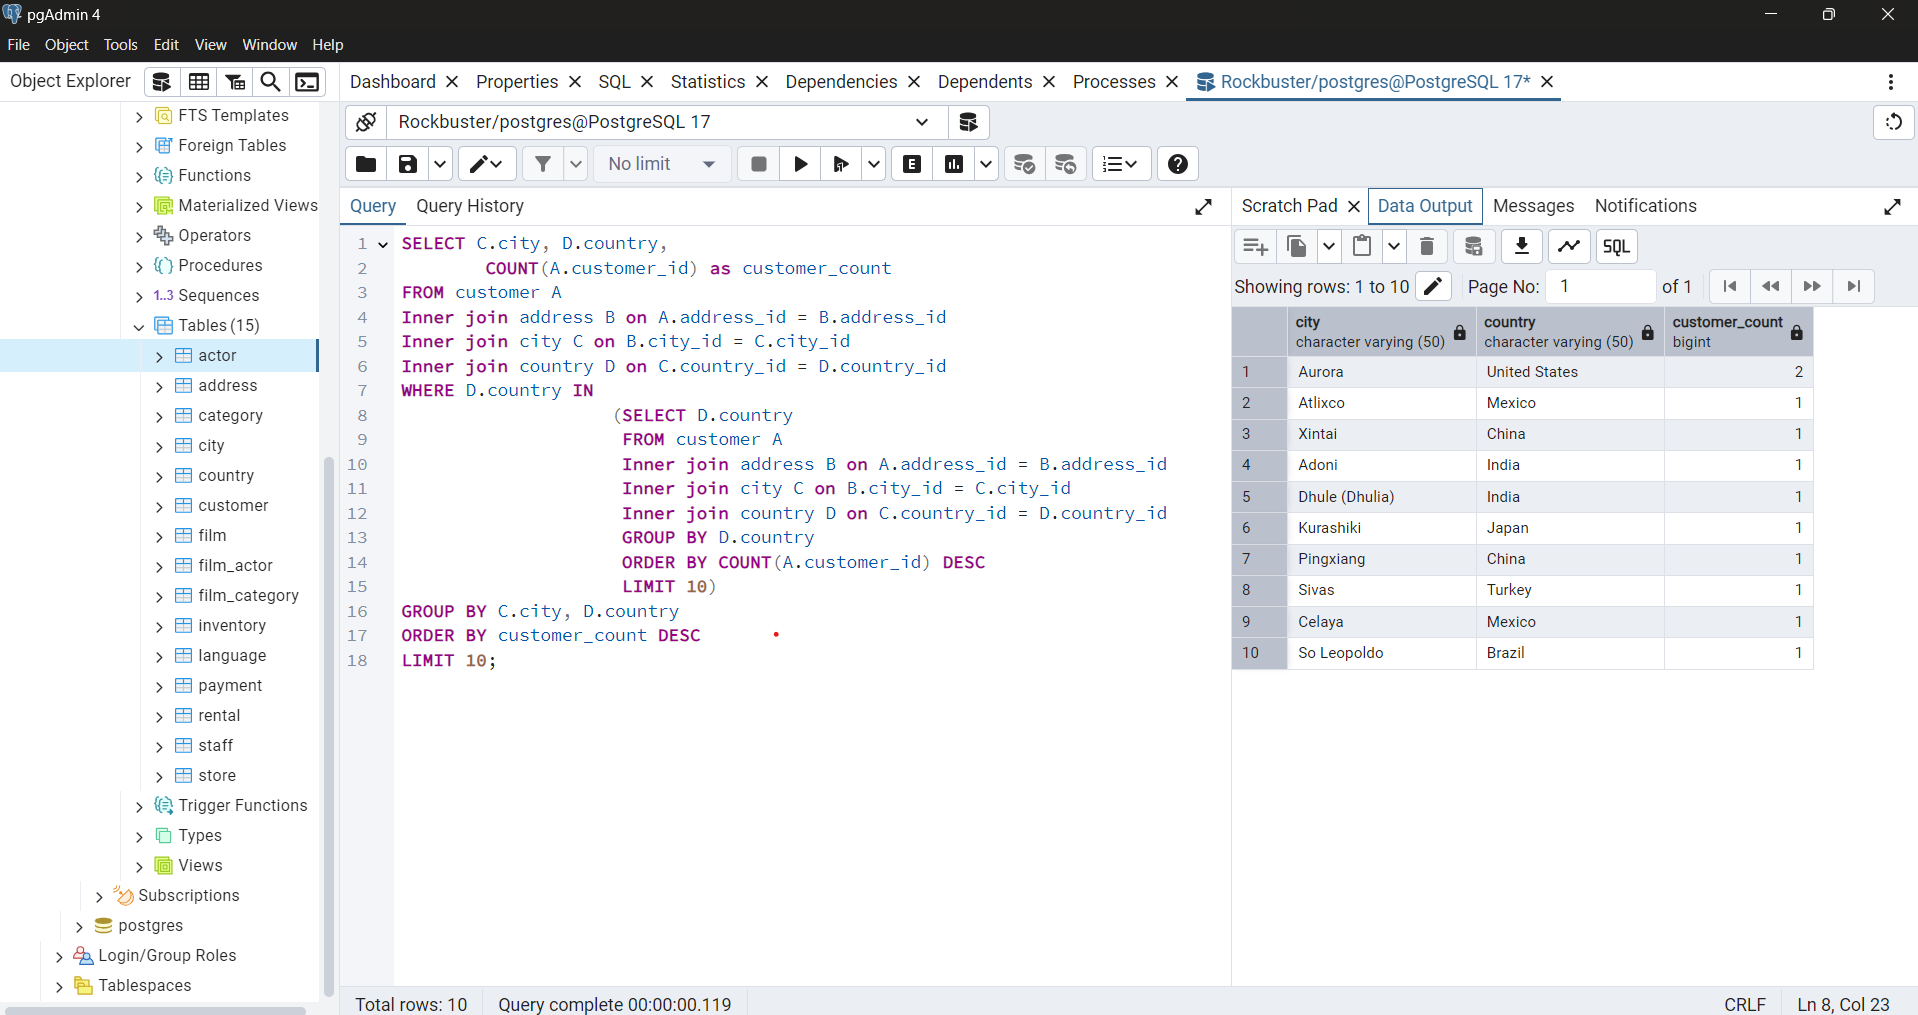 pgAdmin 4
File Object Tools Edit View Window Help
Object Explorer
Dashboard Properties SQL Statistics Dependencies Dependents Processes Rockbuster/postgres@PostgreSQL 17*
FTS Templates
Foreign Tables
Functions
Materialized Views
Operators
Procedures
1..3 Sequences
Tables (15)
actor
address
category
city
country
customer
film
film_actor
film_category
inventory
language
payment
rental
staff
store
Trigger Functions
Types
Views
Subscriptions
postgres
Login/Group Roles
Tablespaces
Rockbuster/postgres@PostgreSQL 17
No limit
E
Query Query History
1 SELECT C.city, D.country,
2 COUNT(A.customer_id) as customer_count
3 FROM customer A
4 Inner join address B on A.address_id = B.address_id
5 Inner join city C on B.city_id = C.city_id
6 Inner join country D on C.country_id = D.country_id
7 WHERE D.country IN
8 (SELECT D.country
9 FROM customer A
10 Inner join address B on A.address_id = B.address_id
11 Inner join city C on B.city_id = C.city_id
12 Inner join country D on C.country_id = D.country_id
13 GROUP BY D.country
14 ORDER BY COUNT(A.customer_id) DESC
15 LIMIT 10)
16 GROUP BY C.city, D.country
17 ORDER BY customer_count DESC
18 LIMIT 10;
Scratch Pad Data Output Messages Notifications
SQL
Showing rows: 1 to 10 Page No: 1 of 1
city country customer_count
character varying (50) character varying (50) bigint
1 Aurora United States 2
2 Atlixco Mexico 1
3 Xintai China 1
4 Adoni India 1
5 Dhule (Dhulia) India 1
6 Kurashiki Japan 1
7 Pingxiang China 1
8 Sivas Turkey 1
9 Celaya Mexico 1
10 So Leopoldo Brazil 1
Total rows: 10 Query complete 00:00:00.119 CRLF Ln 8, Col 23